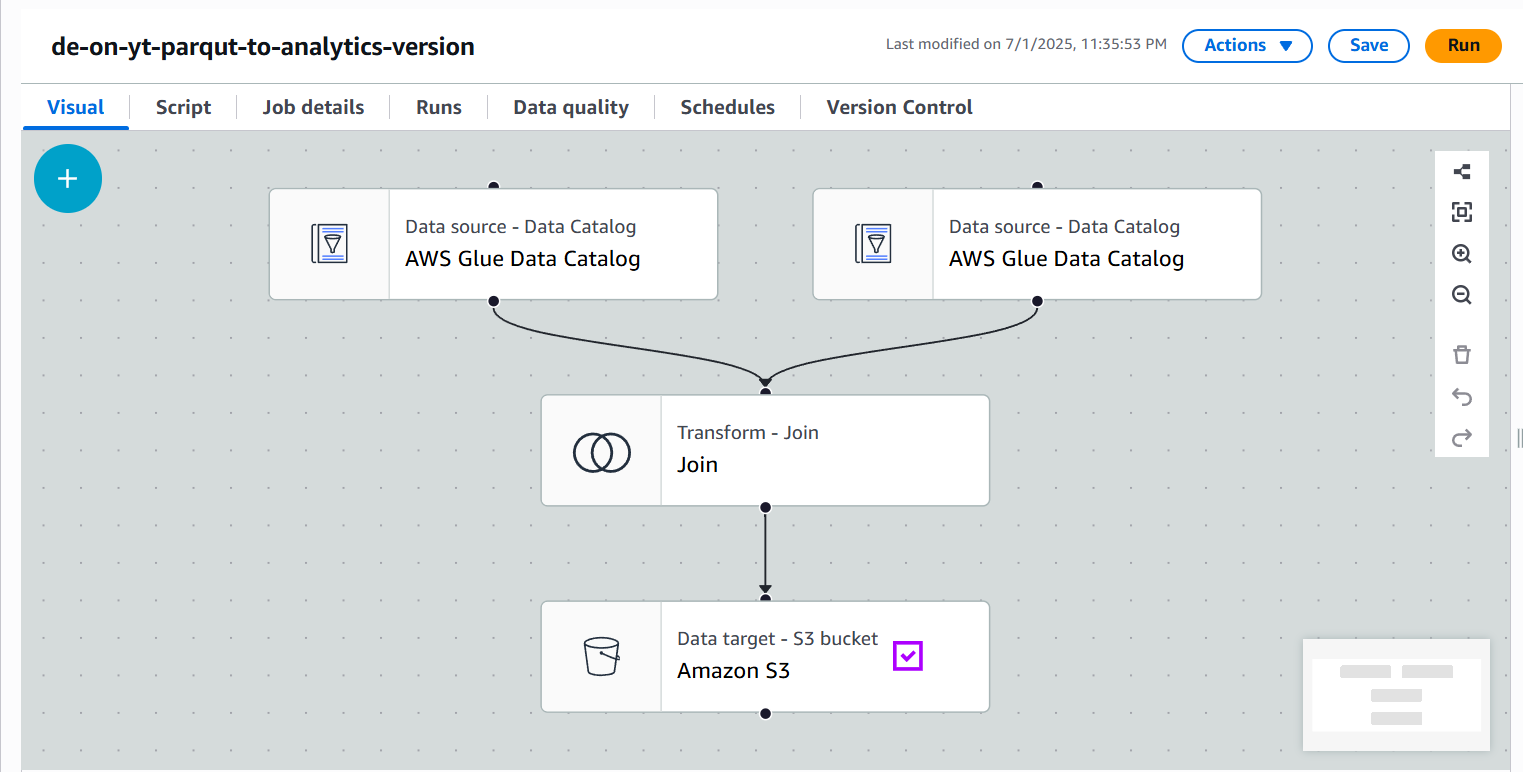 de-on-yt-parqut-to-analytics-version
Last modified on 7/1/2025, 11:35:53 PM
Actions
Save
Run
Visual
Script
Job details
Runs
Data quality
Schedules
Version Control
Data source - Data Catalog
AWS Glue Data Catalog
Data source - Data Catalog
AWS Glue Data Catalog
Transform - Join
Join
Data target - S3 bucket
Amazon S3